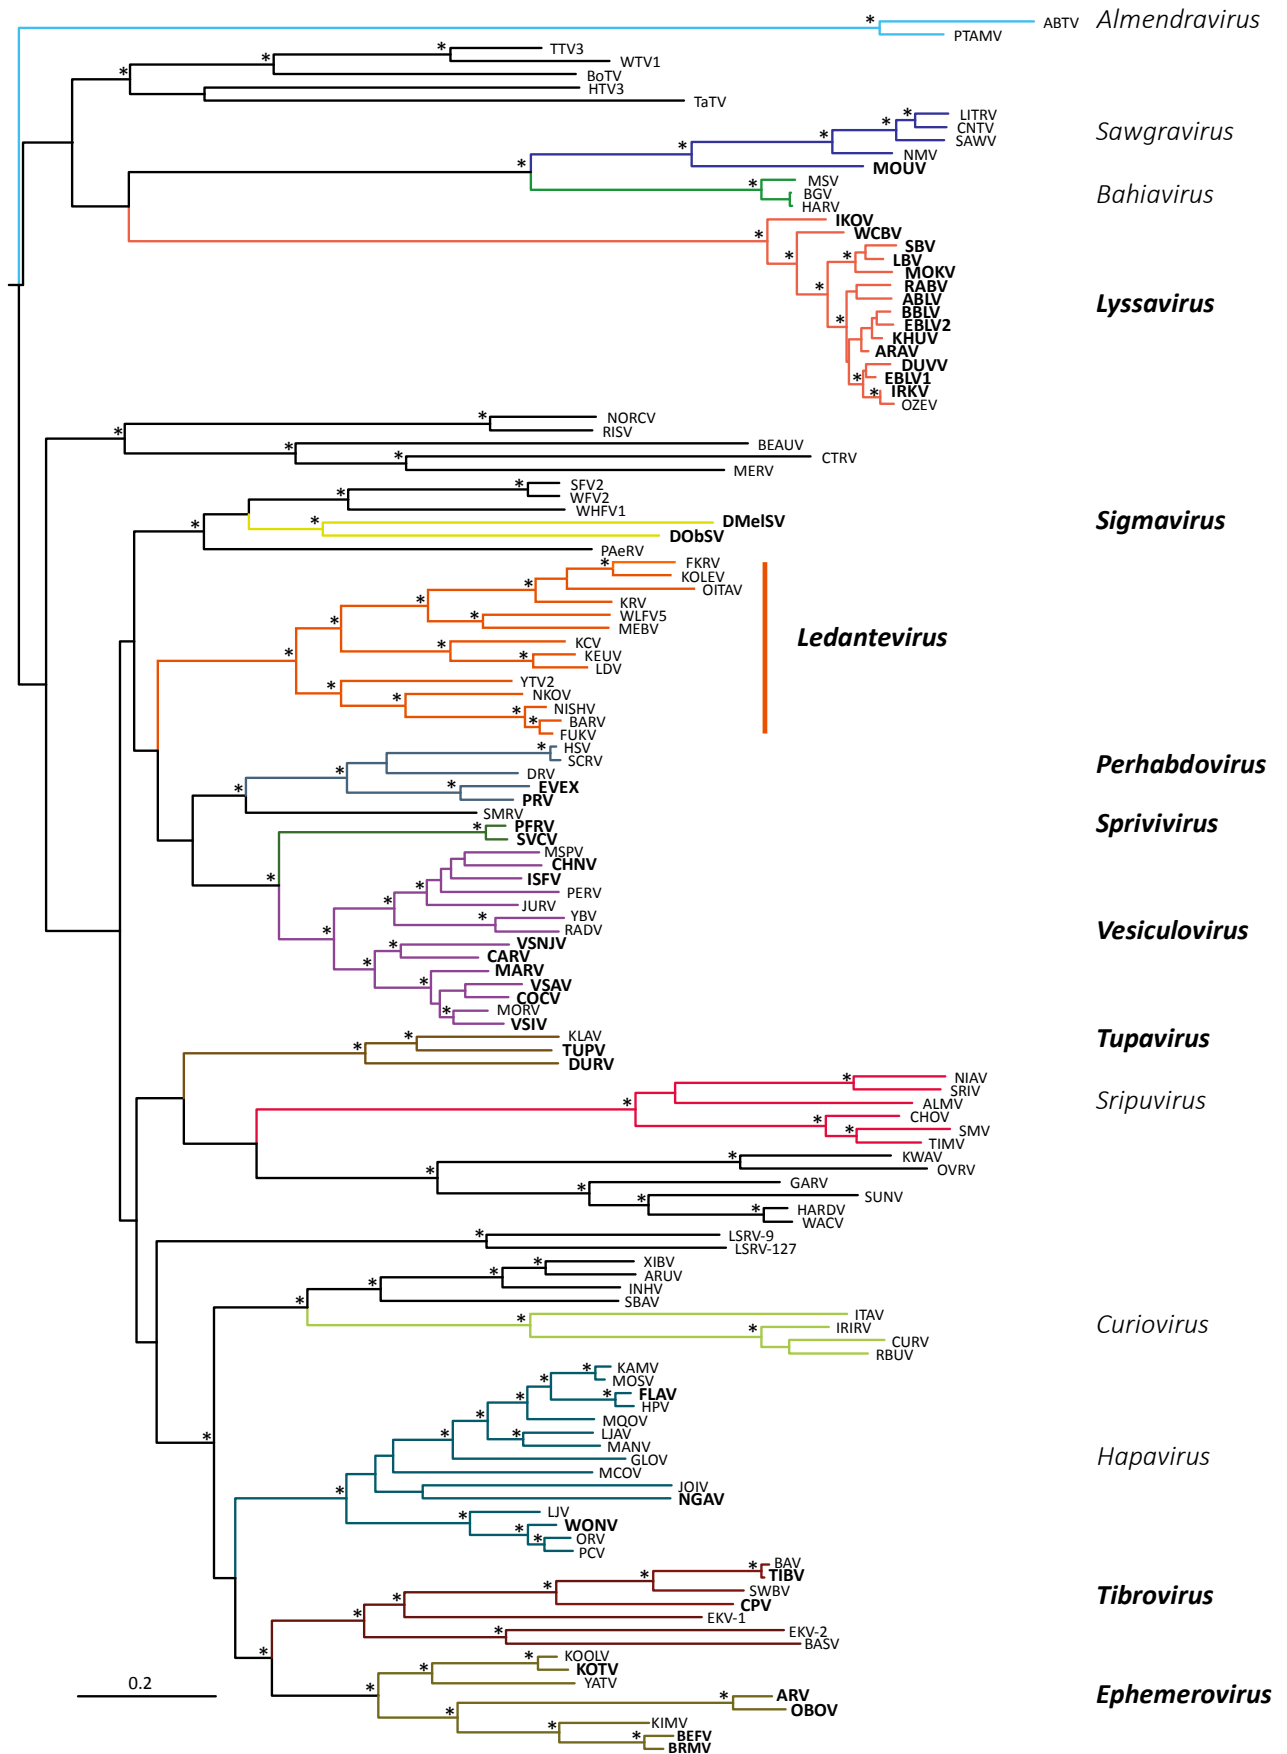 * ABTV Almendravirus
PTAMV
* TTV3
* WTV1
* BoTV
HTV3
TaTV
* LITRV
* CNTV Sawgravirus
* SAWV
* NMV
* MOUV
* MSV
BGV Bahiavirus
HARV
* IKOV
WCBV
* SBV
* LBV
MOKV
* RABV
ABLV Lyssavirus
* BBLV
EBLV2
KHUV
ARAV
DUVV
* EBLV1
* IRKV
OZEV
* NORCV
* RISV
* BEAUV
* CTRV
MERV
* SFV2
* WFV2
WHFV1
* DMelSV Sigmavirus
* DObSV
PAeRV
* FKRV
* KOLEV
* OITAV
KRV
* WLFV5
* MEBV Ledantevirus
* KCV
* KEUV
LDV
* YTV2
* NKOV
* NISHV
* BARV
FUKV
* HSV
* SCRV
DRV Perhabdovirus
* EVEX
* PRV
SMRV
* PFRV Sprivivirus
SVCV
MSPV
* CHNV
* ISFV
* PERV
JURV
* YBV
RADV Vesiculovirus
* VSNJV
* CARV
* MARV
VSAV
COCV
* MORV
VSIV
* KLAV Tupavirus
* TUPV
DURV
* NIAV
SRIV
* ALMV Sripuvirus
* CHOV
* SMV
TIMV
* KWAV
* OVRV
* GARV
* SUNV
* HARDV
WACV
* LSRV-9
LSRV-127
* XIBV
* ARUV
* INHV
* SBAV
* ITAV
* IRIRV Curiovirus
CURV
RBUV
* KAMV
* MOSV
* FLAV
* HPV
* MQOV
* LJAV
* MANV
GLOV Hapavirus
MCOV
JOIV
* NGAV
* LJV
* WONV
* ORV
PCV
* BAV
* TIBV
* SWBV
* CPV Tibrovirus
* EKV-1
* EKV-2
BASV
* KOOLV
* KOTV
* YATV
0.2 * ARV Ephemerovirus
* OBOV
* KIMV
* BEFV
BRMV